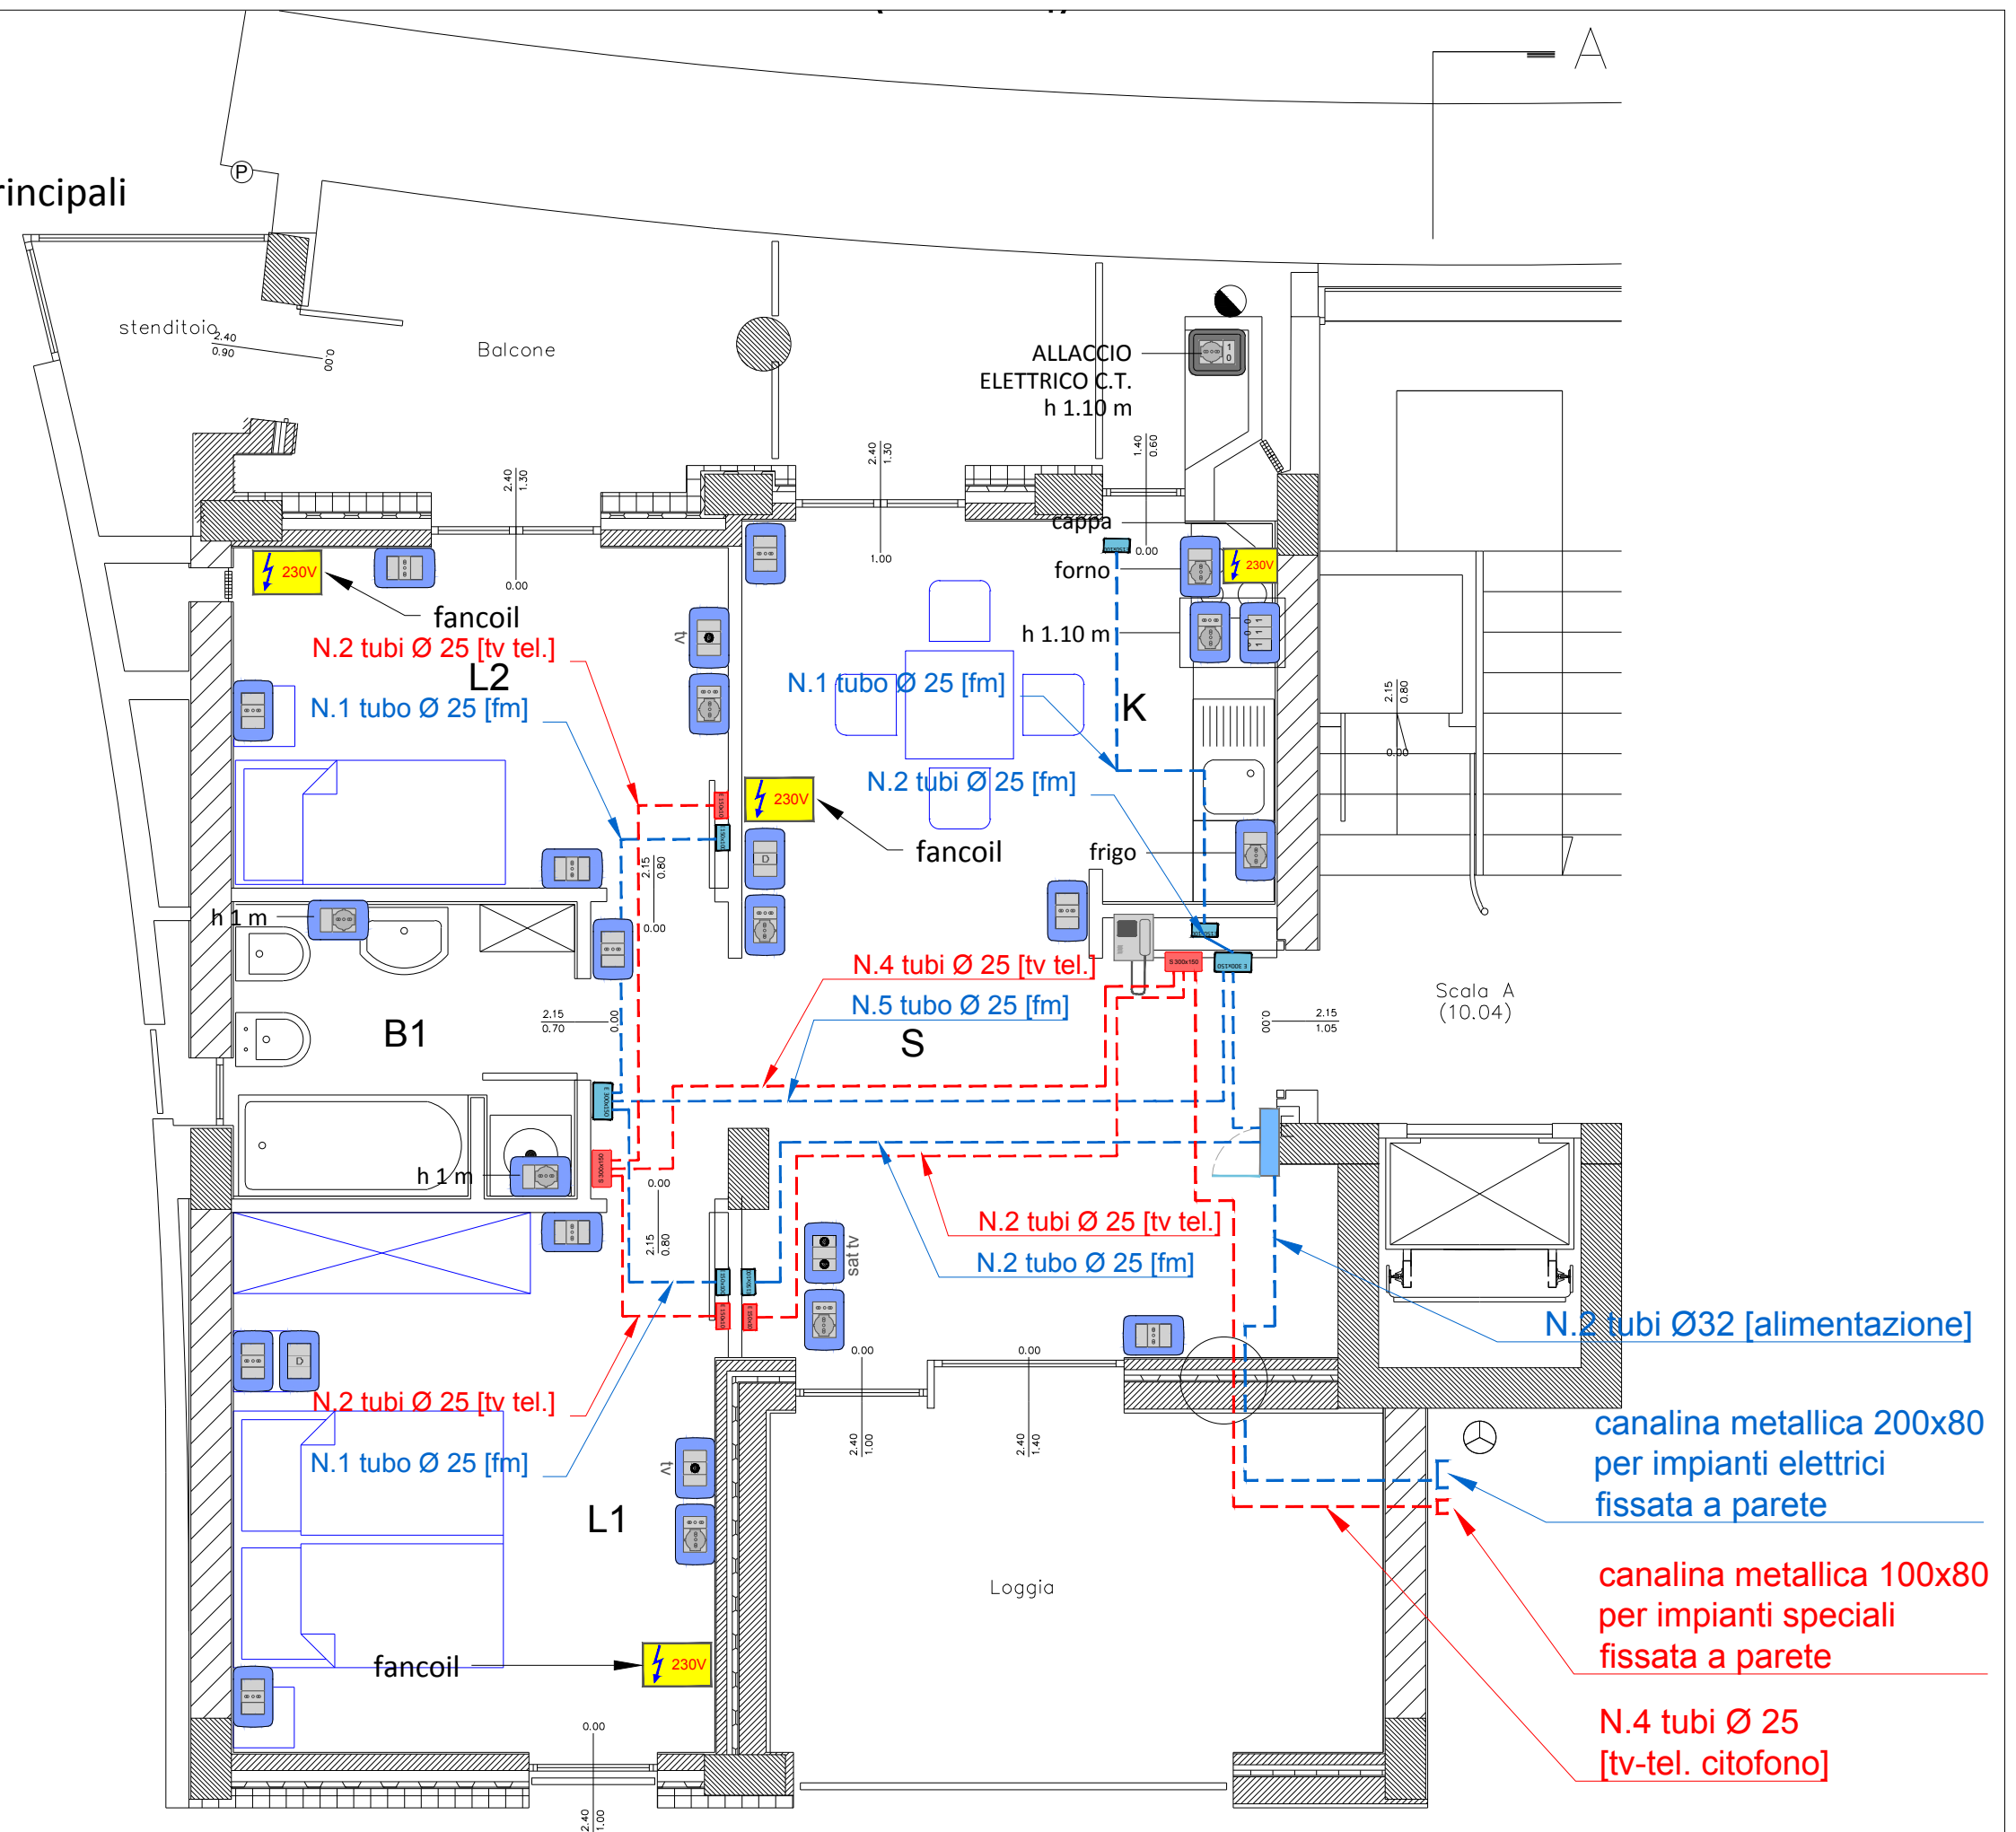 rincipali
A
P
stenditoio
2.40
0.90
0.00
Balcone
ALLACCIO
ELETTRICO C.T.
h 1.10 m
1
0
2.40
1.30
0.00
2.40
1.30
1.00
1.40
0.60
0.00
cappa
forno
230V
230V
fancoil
tv
h 1.10 m
N.2 tubi Ø 25 [tv tel.]
L2
N.1 tubo Ø 25 [fm]
N.1 tubo Ø 25 [fm]
K
2.15
0.80
0.00
N.2 tubi Ø 25 [fm]
230V
fancoil
frigo
D
2.15
0.80
0.00
h 1 m
N.4 tubi Ø 25 [tv tel.]
N.5 tubo Ø 25 [fm]
S 300x150
E 300x150
B1
2.15
0.70
0.00
S
0.00
2.15
1.05
Scala A
(10.04)
E 300x150
S 300x150
h 1 m
0.00
2.15
0.80
N.2 tubi Ø 25 [tv tel.]
N.2 tubo Ø 25 [fm]
sat tv
N.2 tubi Ø32 [alimentazione]
D
0.00
0.00
2.40
1.00
2.40
1.40
N.2 tubi Ø 25 [tv tel.]
N.1 tubo Ø 25 [fm]
tv
L1
canalina metallica 200x80
per impianti elettrici
fissata a parete
Loggia
canalina metallica 100x80
per impianti speciali
fissata a parete
fancoil
230V
N.4 tubi Ø 25
[tv-tel. citofono]
0.00
2.40
1.00